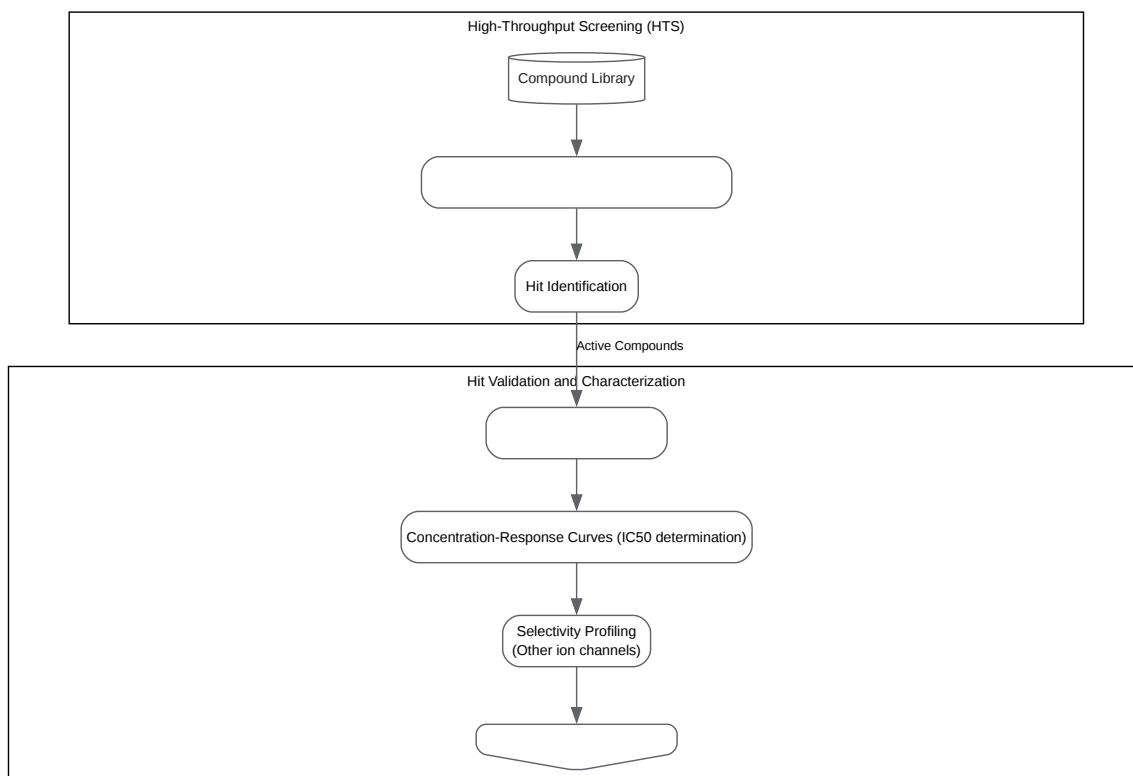 High-Throughput Screening (HTS)
Compound Library
Hit Identification
Active Compounds
Hit Validation and Characterization
Concentration-Response Curves (IC50 determination)
Selectivity Profiling
(Other ion channels)